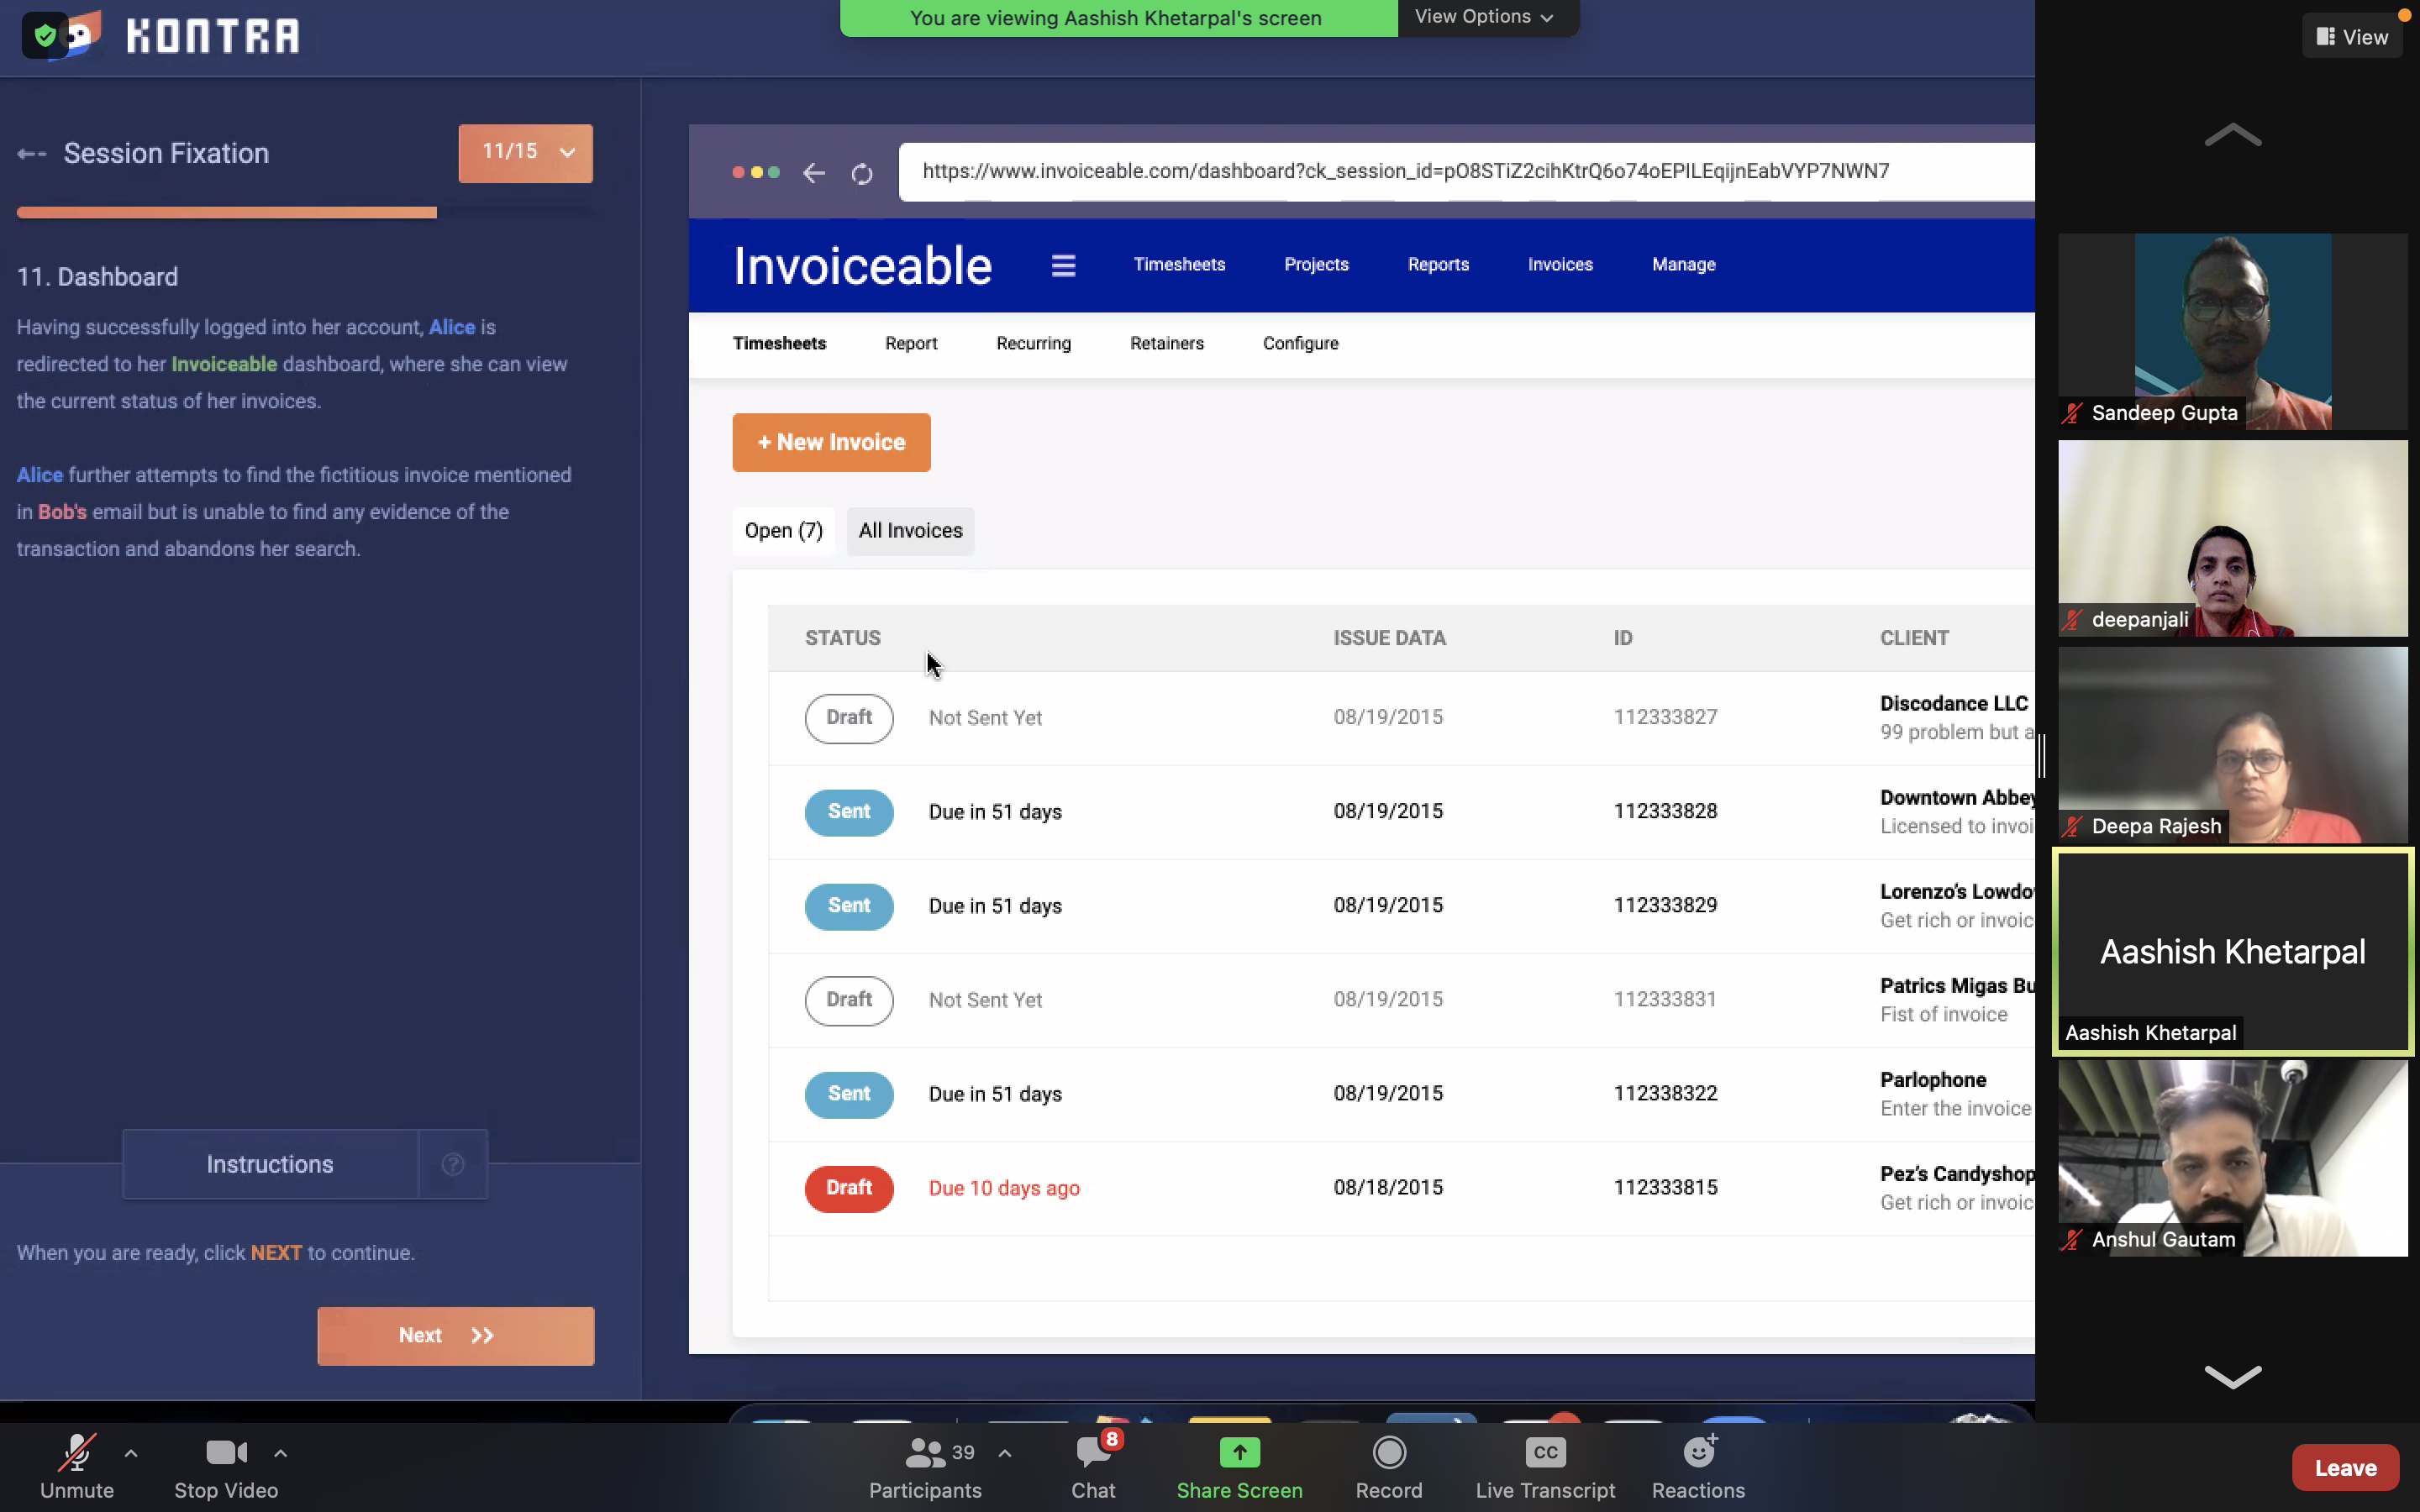 KONTRA
You are viewing Aashish Khetarpal's screen
View Options
View
Session Fixation
11/15
11. Dashboard
Having successfully logged into her account, Alice is
redirected to her Invoiceable dashboard, where she can view
the current status of her invoices.
Alice further attempts to find the fictitious invoice mentioned
in Bob's email but is unable to find any evidence of the
transaction and abandons her search.
Instructions
?
When you are ready, click NEXT to continue.
Next
https://www.invoiceable.com/dashboard?ck_session_id=pO8STiZ2cihKtrQ6o74oEPILEqijnEabVYP7NWN7
Invoiceable
Timesheets Projects Reports Invoices Manage
Timesheets Report Recurring Retainers Configure
+ New Invoice
Open (7) All Invoices
STATUS ISSUE DATA ID CLIENT
Draft Not Sent Yet 08/19/2015 112333827 Discodance LLC
99 problem but a
Sent Due in 51 days 08/19/2015 112333828 Downtown Abbey
Licensed to invoi
Sent Due in 51 days 08/19/2015 112333829 Lorenzo's Lowdo
Get rich or invoic
Draft Not Sent Yet 08/19/2015 112333831 Patrics Migas Bu
Fist of invoice
Sent Due in 51 days 08/19/2015 112338322 Parlophone
Enter the invoice
Draft Due 10 days ago 08/18/2015 112333815 Pez's Candyshop
Get rich or invoic
Sandeep Gupta
deepanjali
Deepa Rajesh
Aashish Khetarpal
Aashish Khetarpal
Anshul Gautam
Unmute
Stop Video
39
Participants
8
Chat
Share Screen
Record
CC
Live Transcript
Reactions
Leave